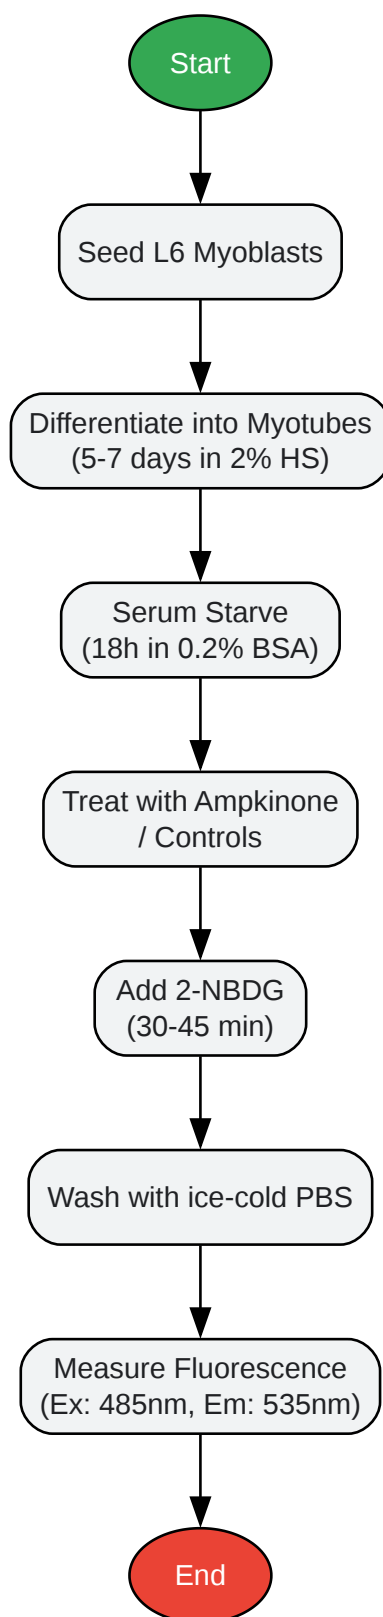 Start
Seed L6 Myoblasts
Differentiate into Myotubes
(5-7 days in 2% HS)
Serum Starve
(18h in 0.2% BSA)
Treat with Ampkinone
/ Controls
Add 2-NBDG
(30-45 min)
Wash with ice-cold PBS
Measure Fluorescence
(Ex: 485nm, Em: 535nm)
End